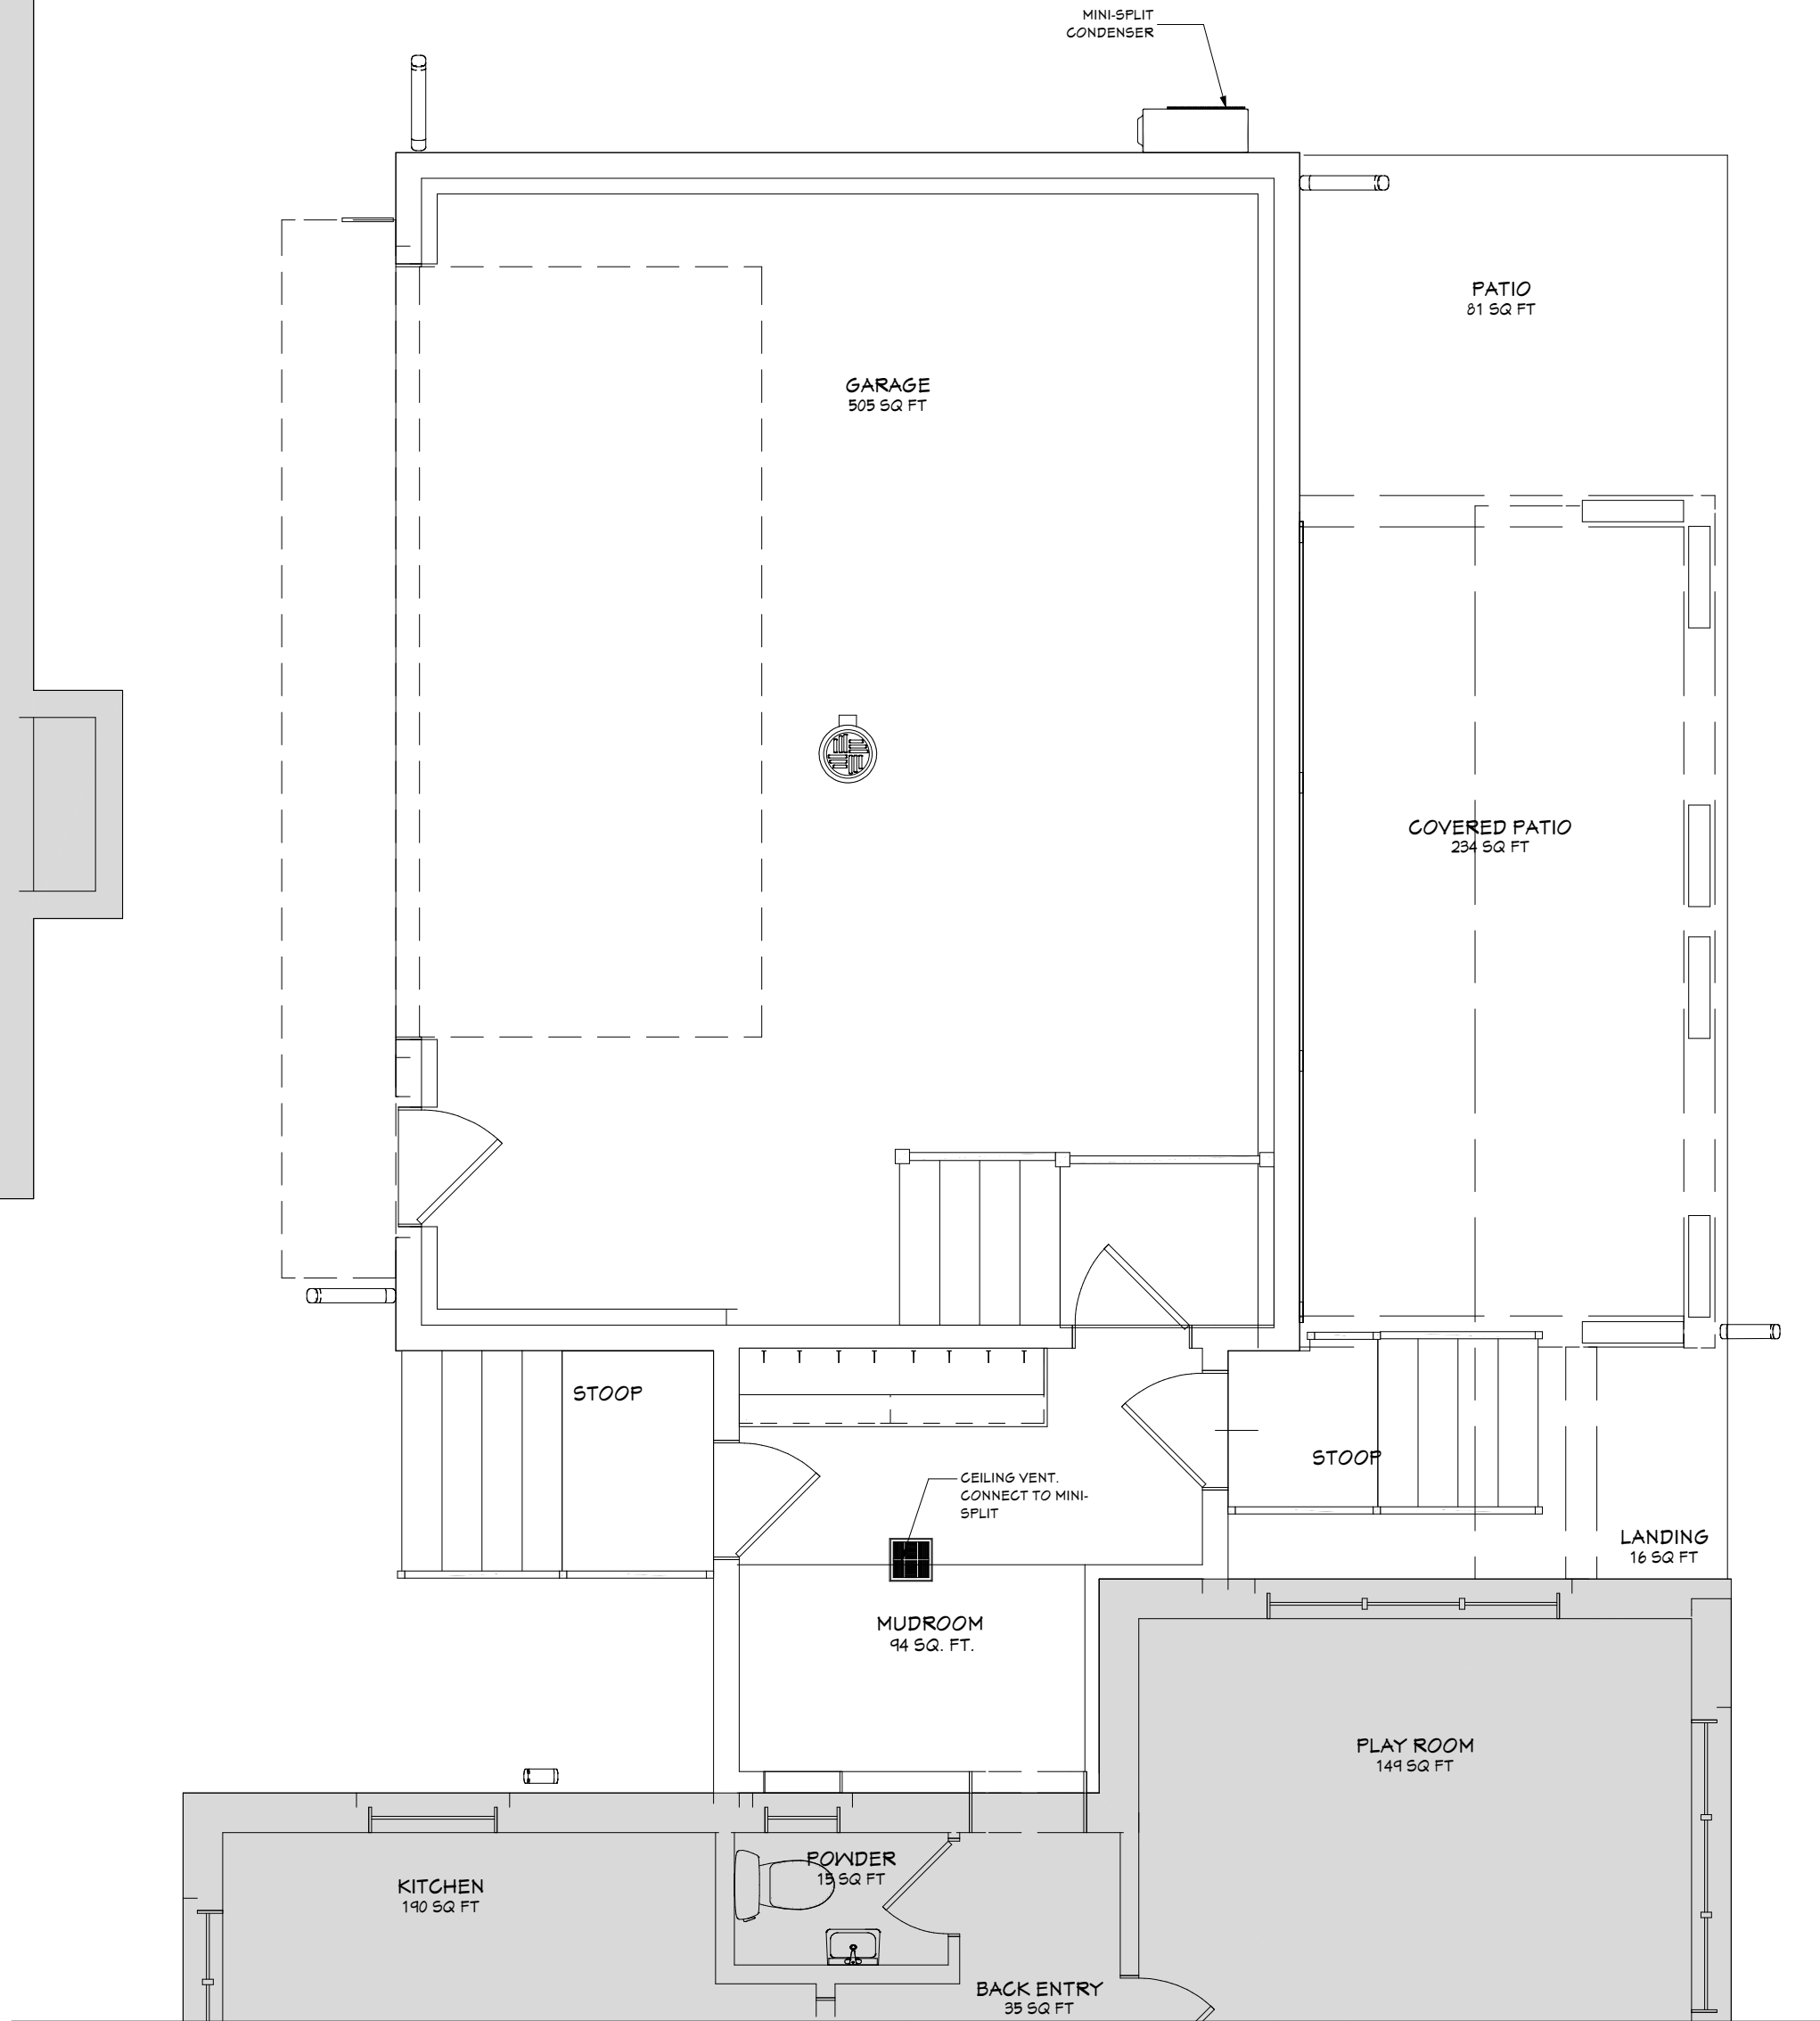 MINI-SPLIT
CONDENSER
PATIO
81 SQ FT
GARAGE
505 SQ FT
COVERED PATIO
234 SQ FT
STOOP
STOOP
CEILING VENT.
CONNECT TO MINI-
SPLIT
LANDING
16 SQ FT
MUDROOM
94 SQ. FT.
PLAY ROOM
149 SQ FT
POWDER
15 SQ FT
KITCHEN
190 SQ FT
BACK ENTRY
35 SQ FT